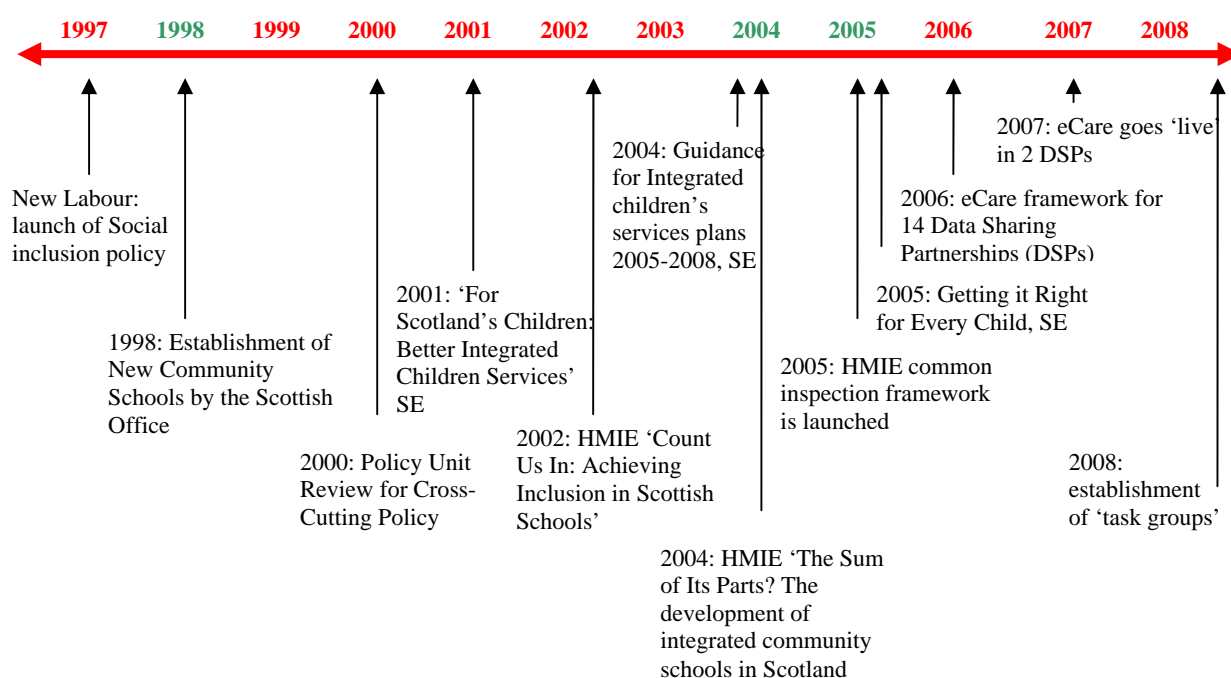 1997 1998 1999 2000 2001 2002 2003 2004 2005 2006 2007 2008
New Labour:
launch of Social
inclusion policy
1998: Establishment of
New Community
Schools by the Scottish
Office
2000: Policy Unit
Review for Cross-
Cutting Policy
2001: ‘For
Scotland’s Children:
Better Integrated
Children Services’
SE
2002: HMIE ‘Count
Us In: Achieving
Inclusion in Scottish
Schools’
2004: Guidance
for Integrated
children’s
services plans
2005-2008, SE
2004: HMIE ‘The Sum
of Its Parts? The
development of
integrated community
schools in Scotland
2005: HMIE common
inspection framework
is launched
2005: Getting it Right
for Every Child, SE
2006: eCare framework for
14 Data Sharing
Partnerships (DSPs)
2007: eCare goes ‘live’
in 2 DSPs
2008:
establishment
of ‘task groups’